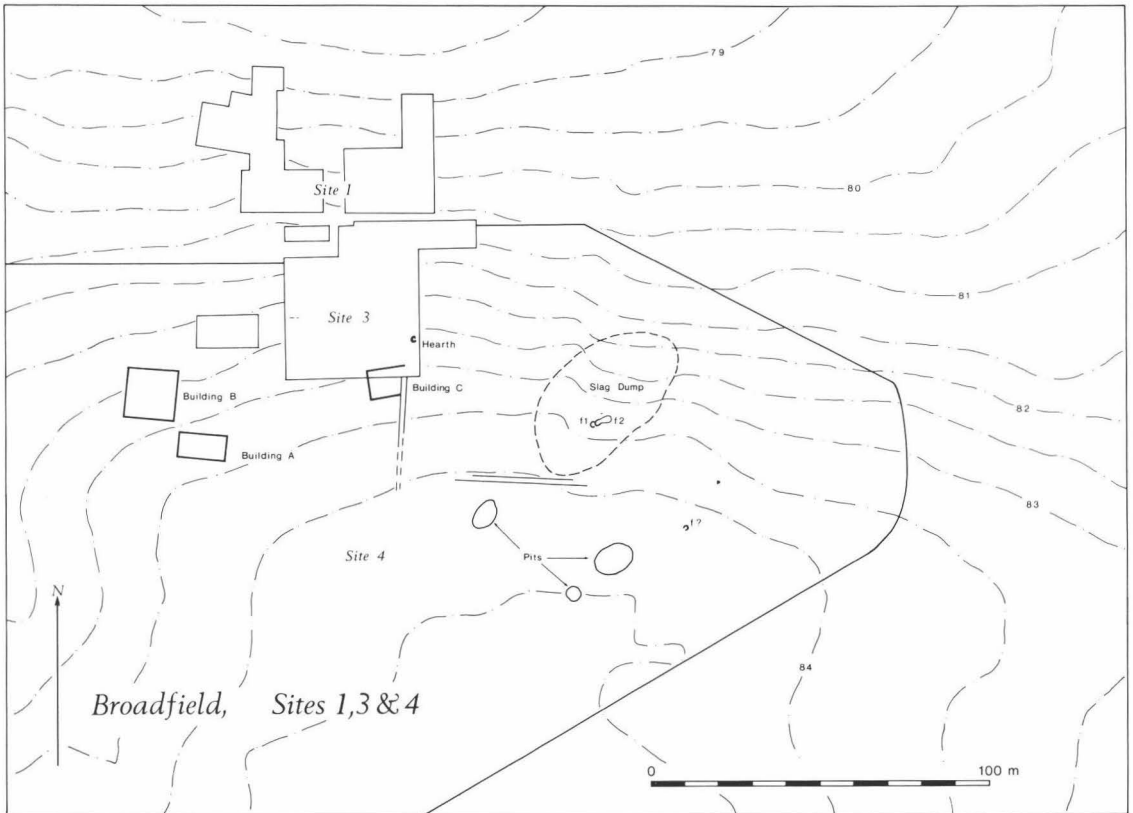 79
Site 1
80
81
Site 3
Hearth
Slag Dump
Building C
Building B
82
f1 f2
Building A
83
f?
Site 4
Pits
N
84
Broadfield, Sites 1,3 & 4
0 100 m